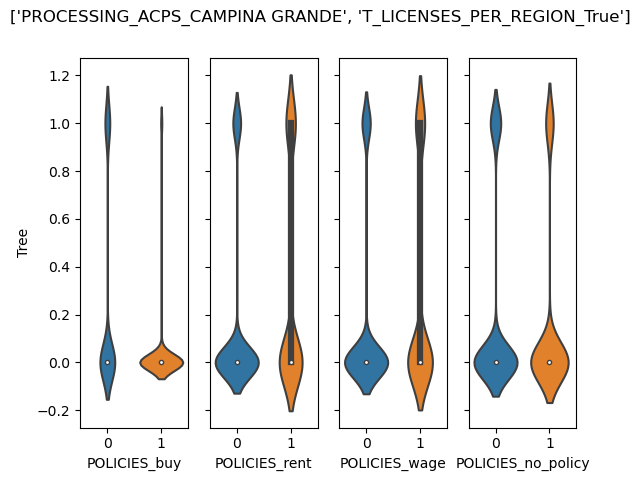 ['PROCESSING_ACPS_CAMPINA GRANDE', 'T_LICENSES_PER_REGION_True']
1.2
1.0
0.8
0.6
0.4
0.2
0.0
−0.2
Tree
0 1 0 1 0 1 0 1
POLICIES_buy POLICIES_rent POLICIES_wage POLICIES_no_policy